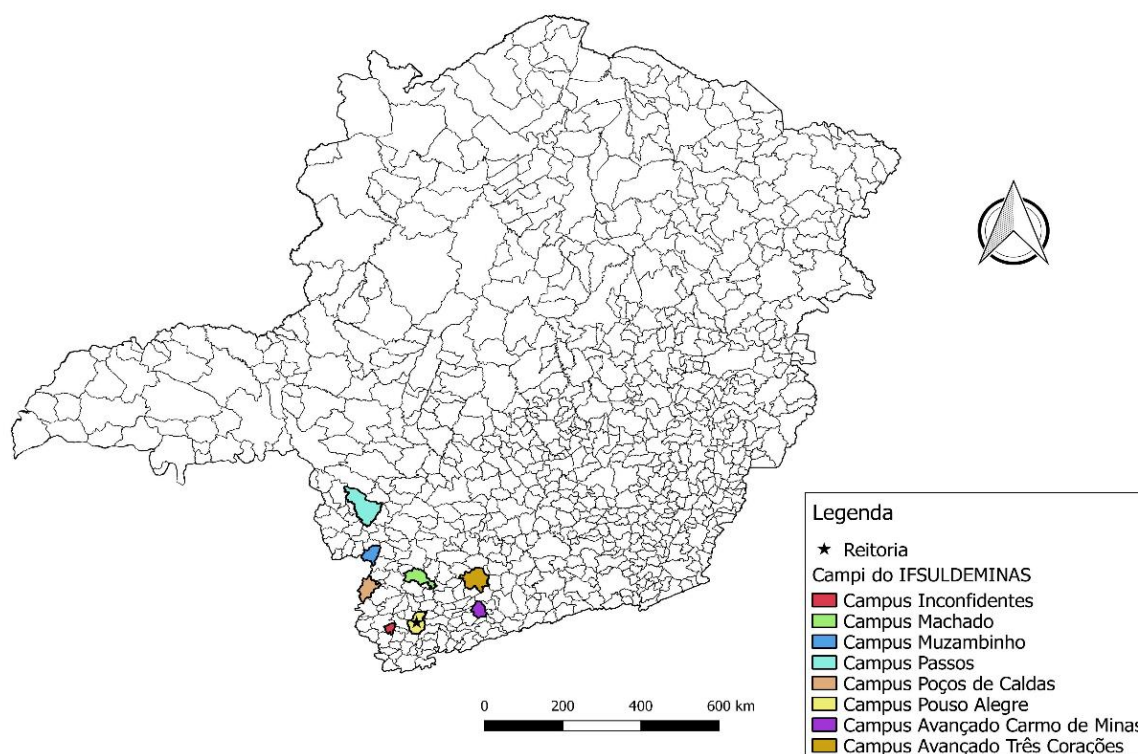 Legenda
Reitoria
Campi do IFSULDEMINAS
Campus Inconfidentes
Campus Machado
Campus Muzambinho
Campus Passos
Campus Poços de Caldas
Campus Pouso Alegre
Campus Avançado Carmo de Minas
Campus Avançado Três Corações
0 200 400 600 km